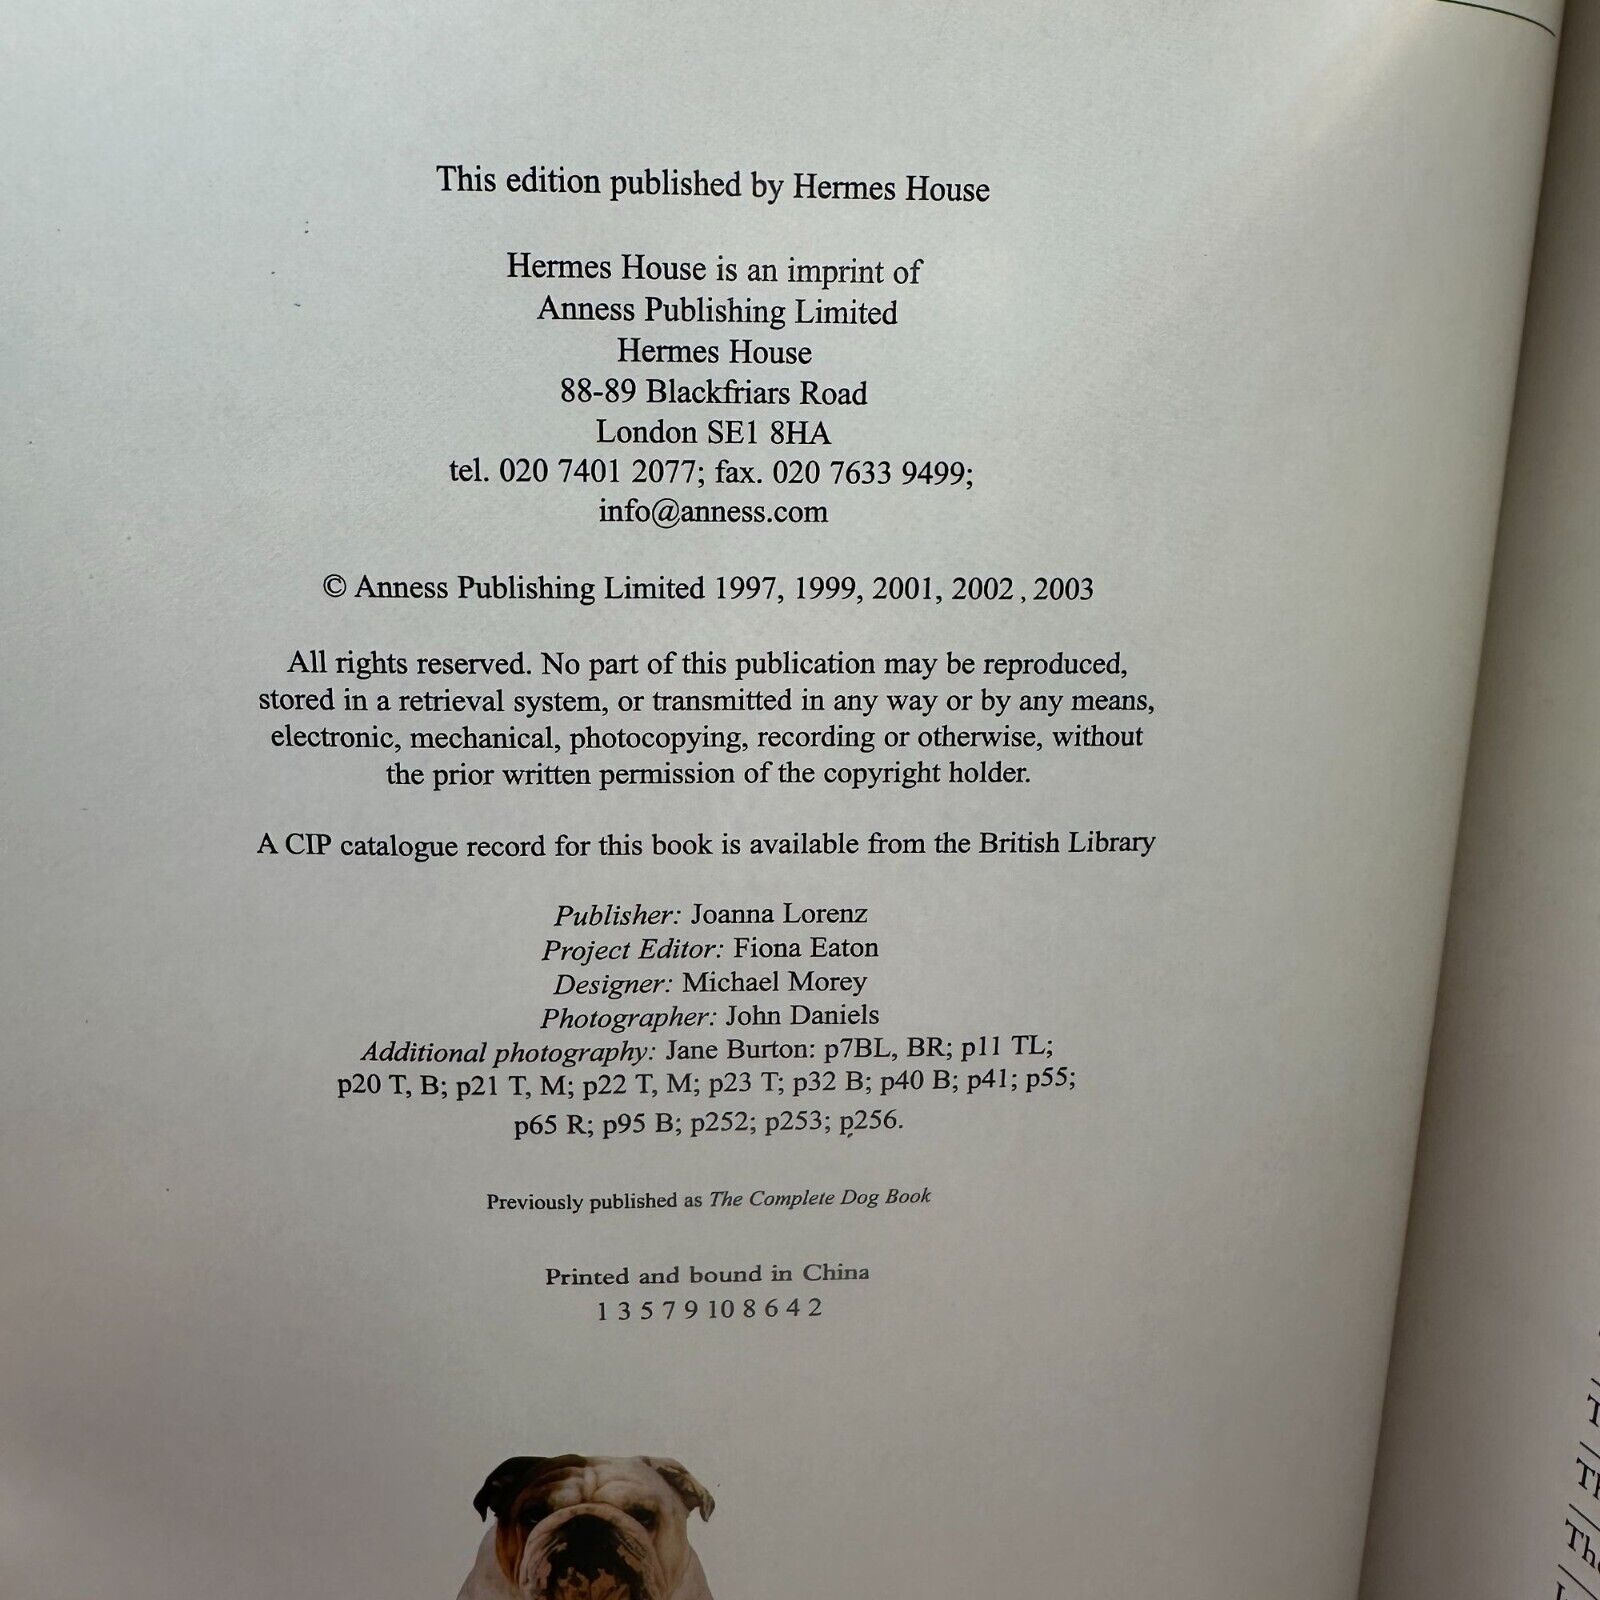 This edition published by Hermes House
Hermes House is an imprint of
Anness Publishing Limited
Hermes House
88-89 Blackfriars Road
London SE1 8HA
tel. 020 7401 2077; fax. 020 7633 9499;
info@anness.com
© Anness Publishing Limited 1997, 1999, 2001, 2002, 2003
All rights reserved. No part of this publication may be reproduced,
stored in a retrieval system, or transmitted in any way or by any means,
electronic, mechanical, photocopying, recording or otherwise, without
the prior written permission of the copyright holder.
A CIP catalogue record for this book is available from the British Library
Publisher: Joanna Lorenz
Project Editor: Fiona Eaton
Designer: Michael Morey
Photographer: John Daniels
Additional photography: Jane Burton: p7BL, BR; p11 TL;
p20 T, B; p21 T, M; p22 T, M; p23 T; p32 B; p40 B; p41; p55;
p65 R; p95 B; p252; p253; p256.
Previously published as The Complete Dog Book
Printed and bound in China
1 3 5 7 9 10 8 6 4 2